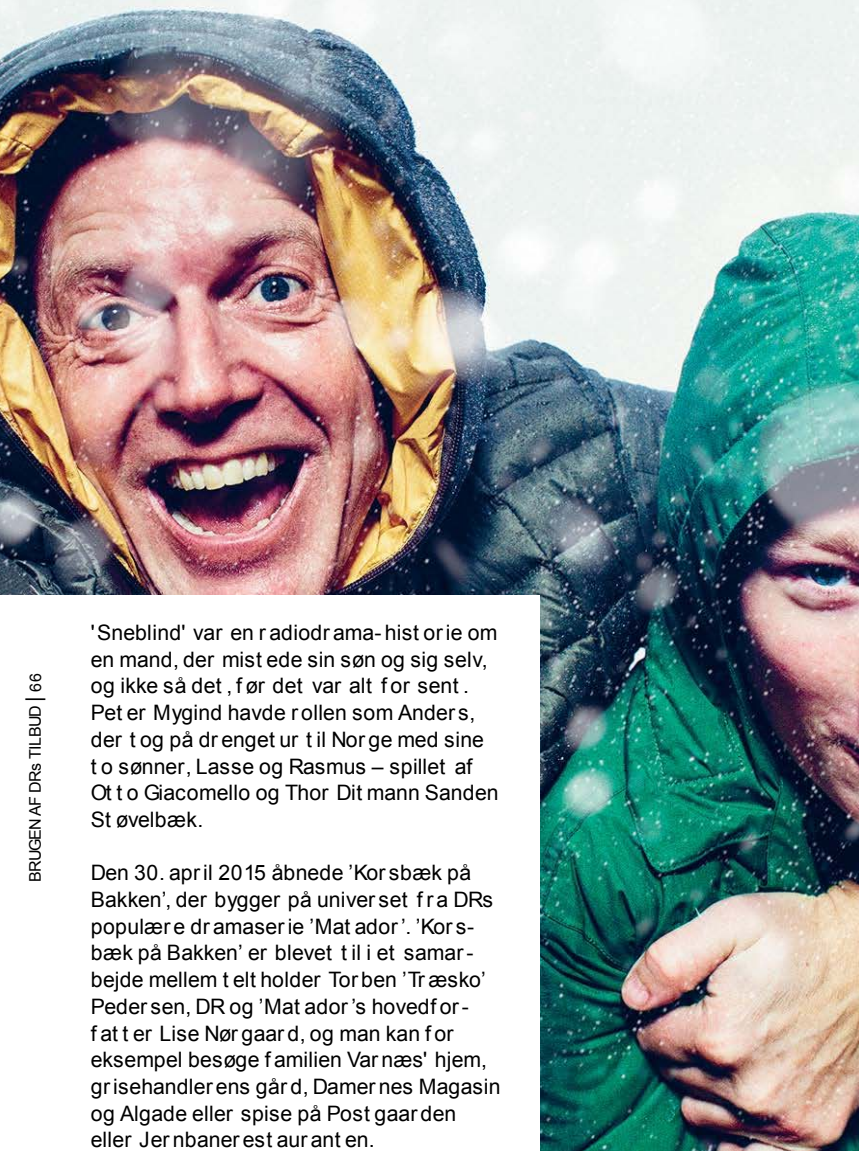 'Sneblind' var en radiodrama-historie om
en mand, der mistede sin søn og sig selv,
og ikke så det, før det var alt for sent.
Peter Mygind havde rollen som Anders,
der tog på drengetur til Norge med sine
to sønner, Lasse og Rasmus – spillet af
Otto Giacomello og Thor Ditmann Sanden
Støvelbæk.

Den 30. april 2015 åbnede ’Korsbæk på
Bakken’, der bygger på universet fra DRs
populære dramaserie ’Matador’. ’Kors-
bæk på Bakken’ er blevet til i et samar-
bejde mellem teltholder Torben ’Træsko’
Pedersen, DR og ’Matador’s hovedfor-
fatter Lise Nørgaard, og man kan for
eksempel besøge familien Varnæs' hjem,
grisehandlerens gård, Damernes Magasin
og Algade eller spise på Postgaarden
eller Jernbanerestauranten.

BRUGEN AF DRs TILBUD | 66